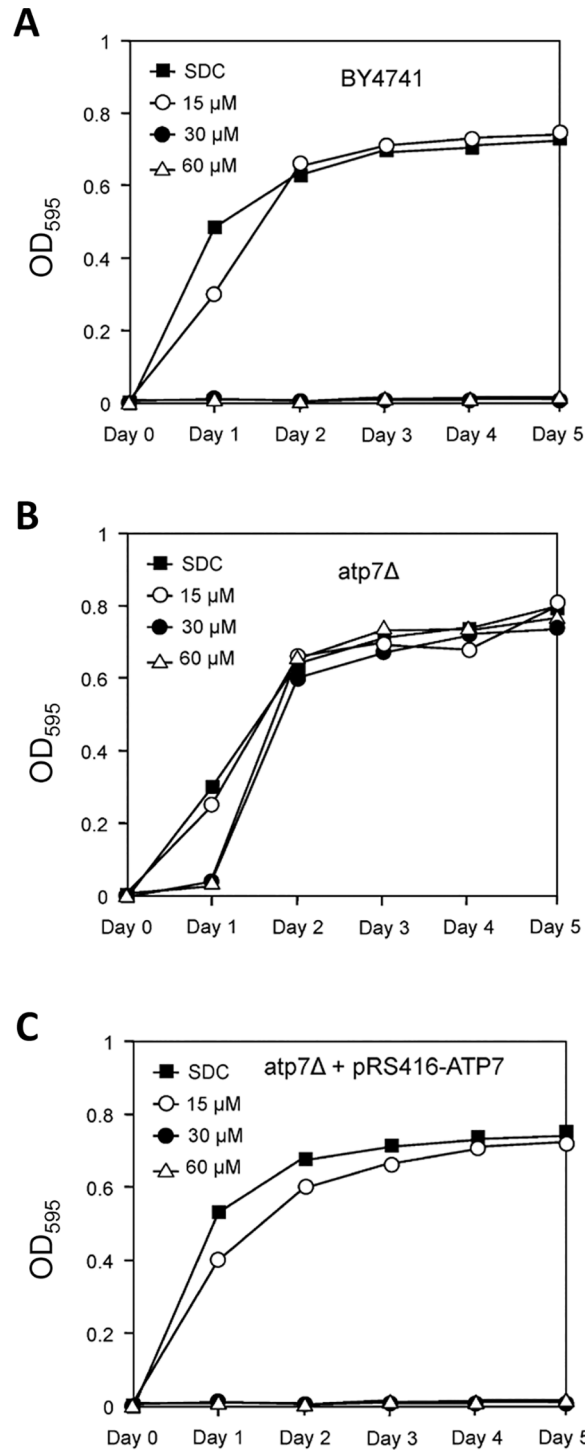 A
1
0.8
0.6
0.4
0.2
0
OD595
SDC
15 μM
30 μM
60 μM
BY4741
Day 0 Day 1 Day 2 Day 3 Day 4 Day 5
B
1
0.8
0.6
0.4
0.2
0
OD595
SDC
15 μM
30 μM
60 μM
atp7Δ
Day 0 Day 1 Day 2 Day 3 Day 4 Day 5
C
1
0.8
0.6
0.4
0.2
0
OD595
SDC
15 μM
30 μM
60 μM
atp7Δ + pRS416-ATP7
Day 0 Day 1 Day 2 Day 3 Day 4 Day 5